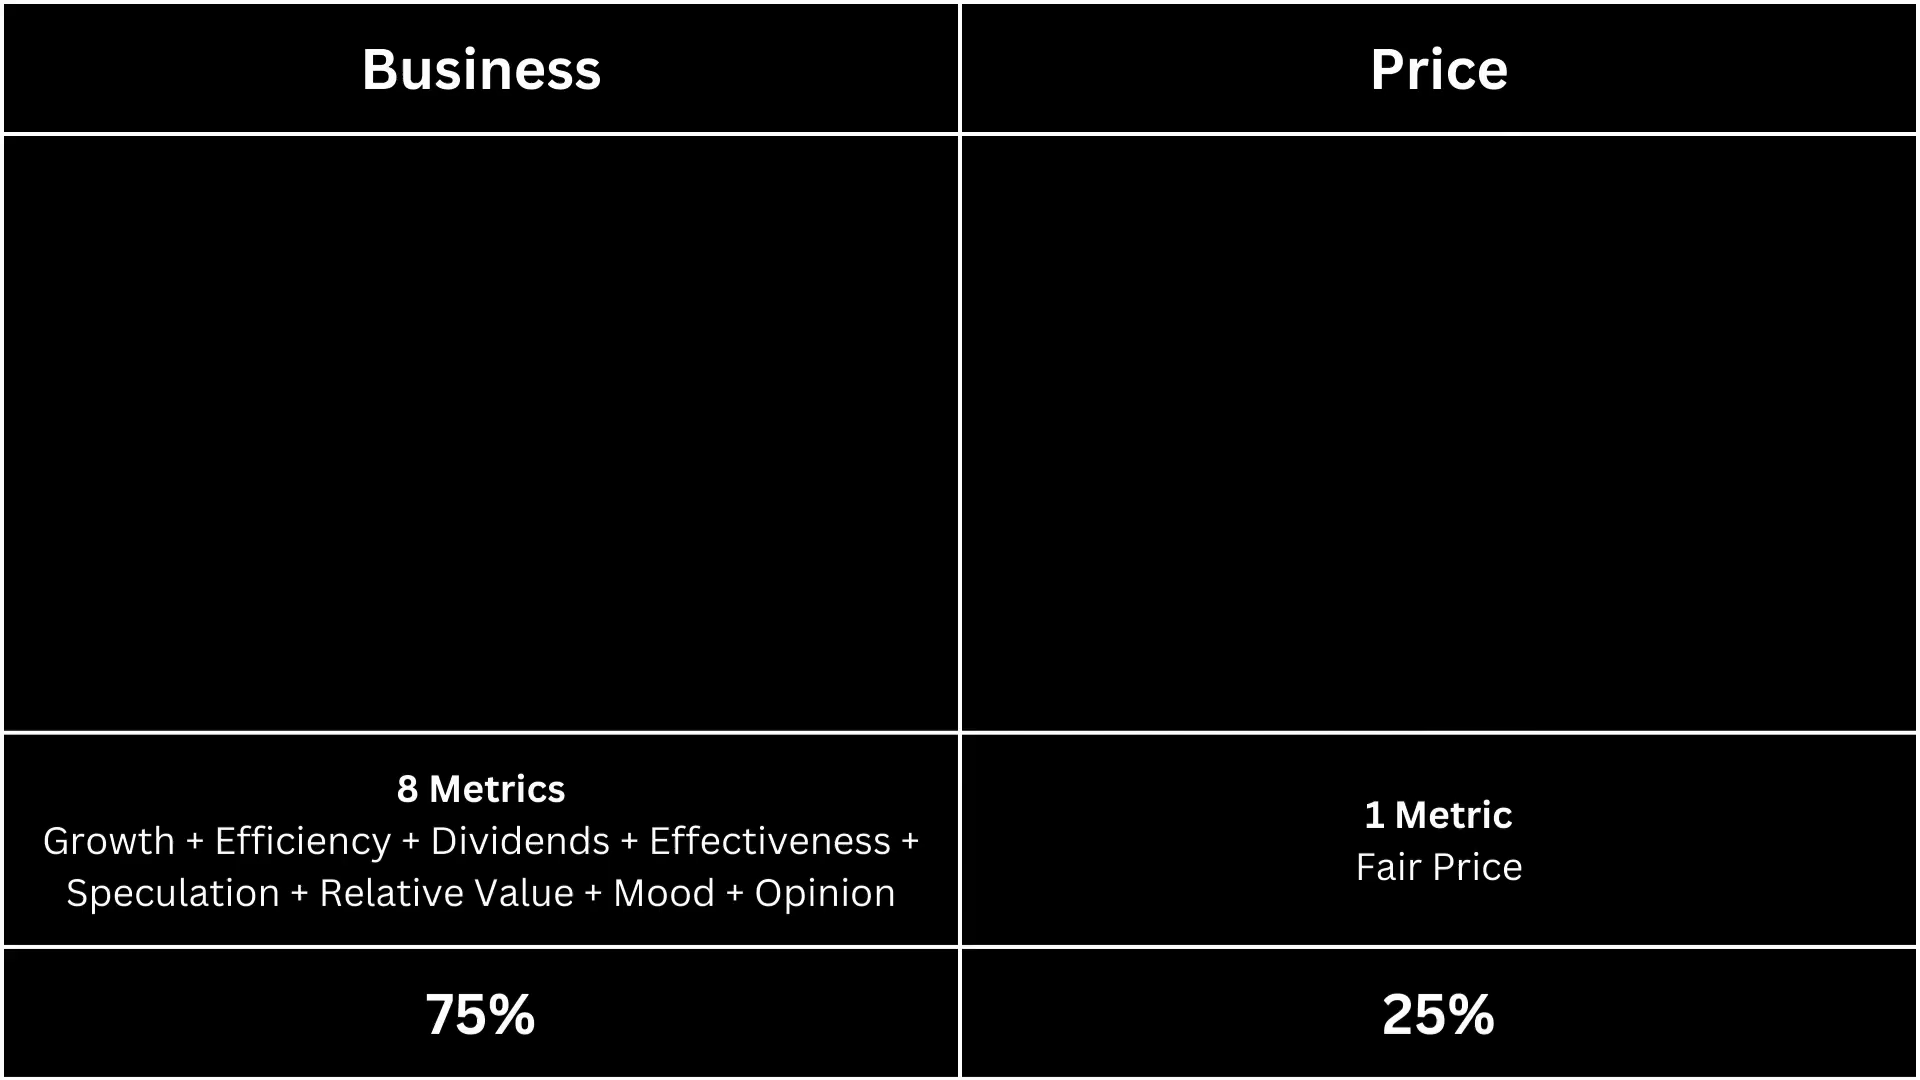 Business
Price
8 Metrics
Growth + Efficiency + Dividends + Effectiveness +
Speculation + Relative Value + Mood + Opinion
1 Metric
Fair Price
75%
25%